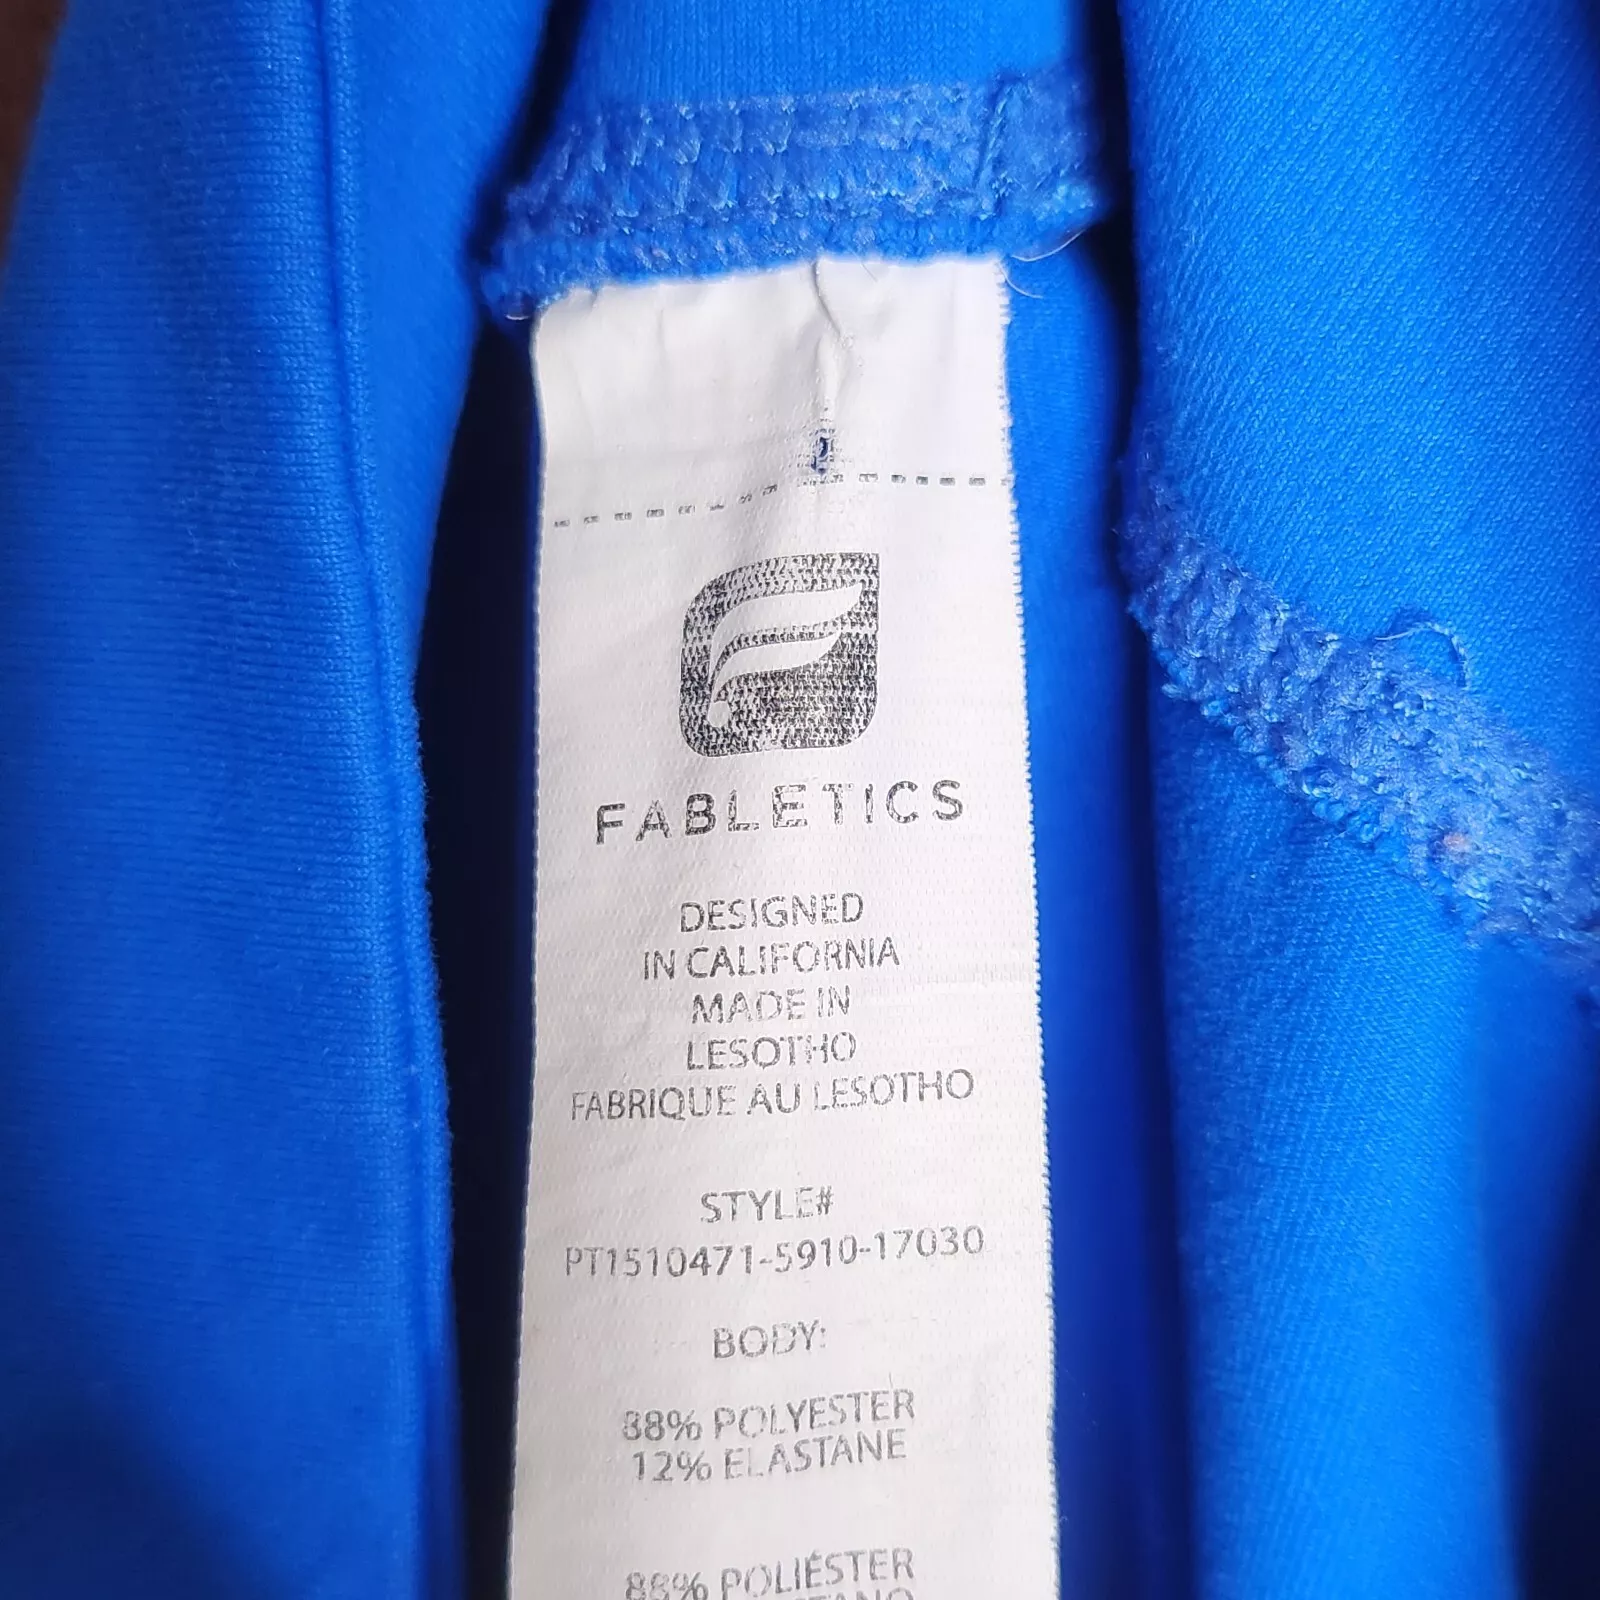 FABLETICS
DESIGNED
IN CALIFORNIA
MADE IN
LESOTHO
FABRIQUE AU LESOTHO
STYLE#
PT1510471-5910-17030
BODY:
88% POLYESTER
12% ELASTANE
88% POLIÉSTER